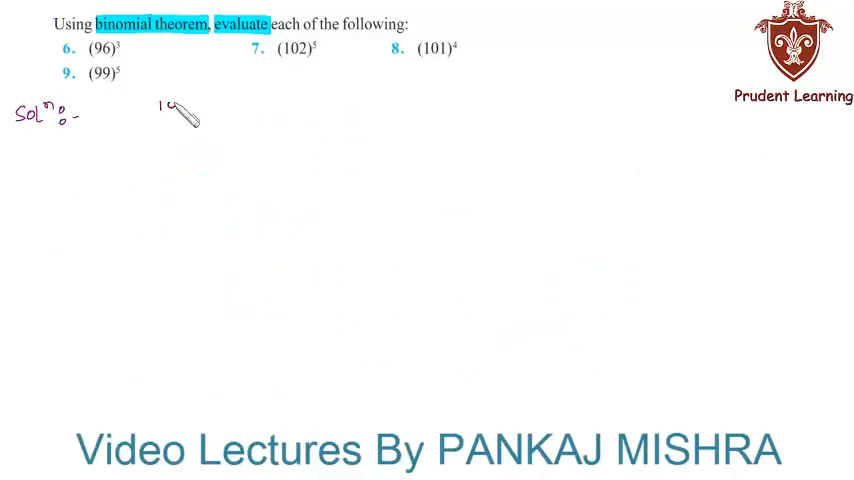 Using binomial theorem, evaluate each of the following:
6. (96)³ 7. (102)⁵ 8. (101)⁴
9. (99)⁵
Prudent Learning
Solⁿ:-
Video Lectures By PANKAJ MISHRA